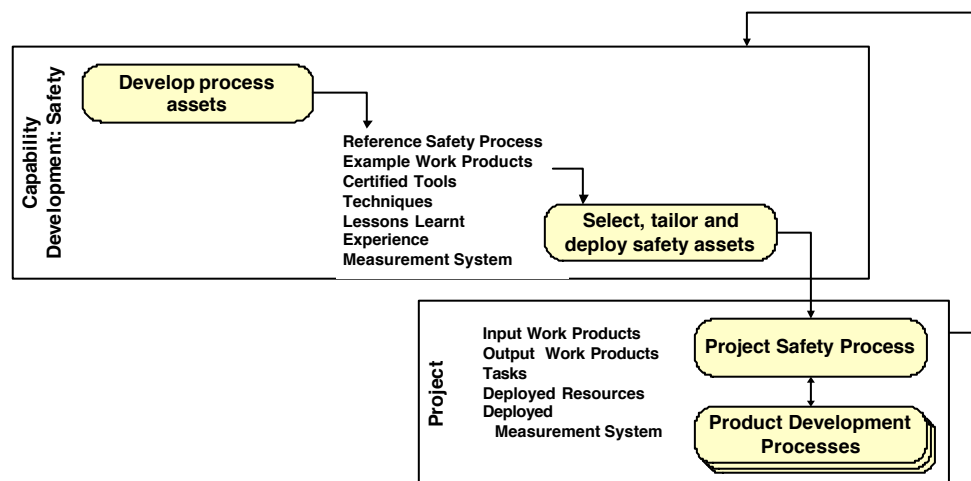 Capability
Development: Safety
Develop process
assets
Reference Safety Process
Example Work Products
Certified Tools
Techniques
Lessons Learnt
Experience
Measurement System
Select, tailor and
deploy safety assets
Project
Input Work Products
Output Work Products
Tasks
Deployed Resources
Deployed
Measurement System
Project Safety Process
Product Development
Processes